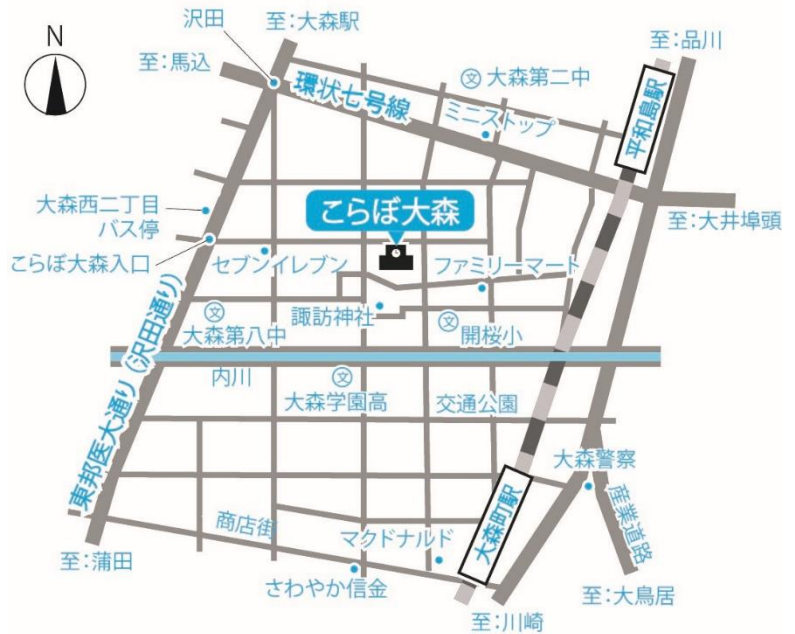 沢田
至:大森駅
N
至:馬込
至:品川
環状七号線
文 大森第二中
ミニストップ
平和島駅
こらぼ大森
大森西二丁目
バス停
至:大井埠頭
こらぼ大森入口
セブンイレブン
ファミリーマート
諏訪神社
文
大森第八中
文
開桜小
東邦医大通り(沢田通り)
内川
文
大森学園高
交通公園
大森警察
産業道路
大森町駅
商店街
マクドナルド
至:蒲田
さわやか信金
至:大鳥居
至:川崎